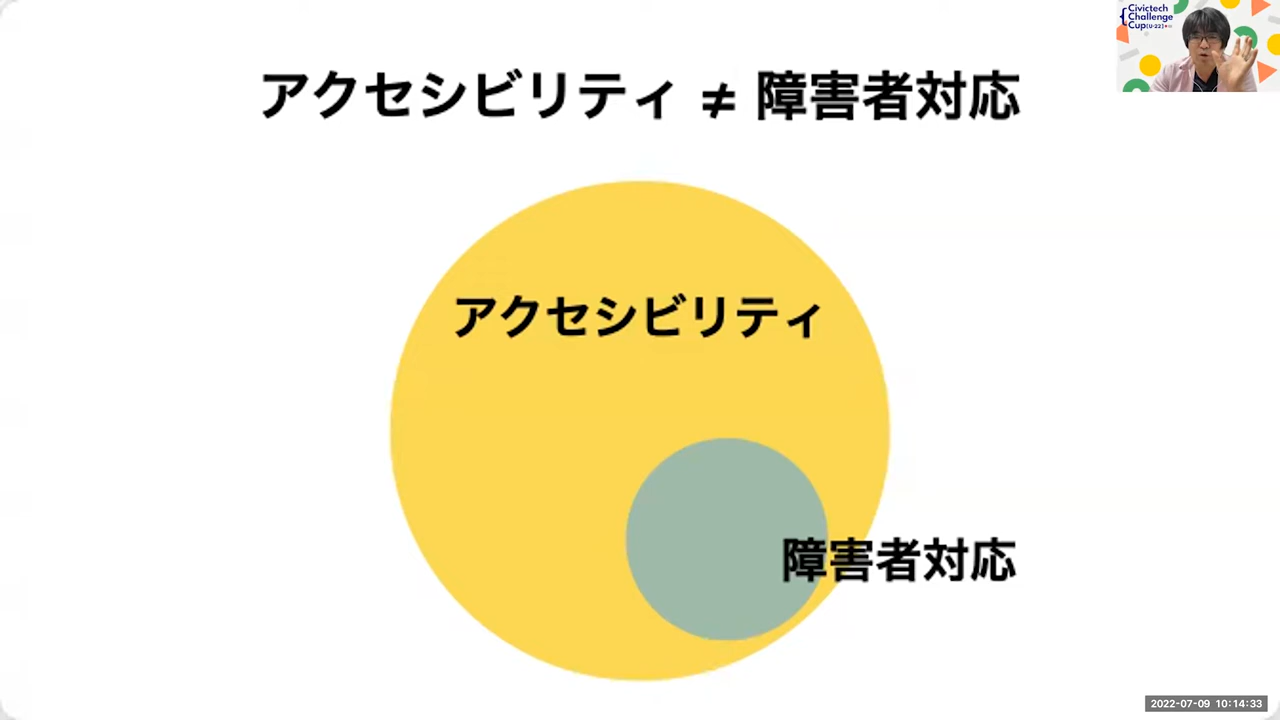 アクセシビリティ ≠ 障害者対応
Civictech
Challenge
Cup U-22
アクセシビリティ
障害者対応
2022-07-09 10:14:33